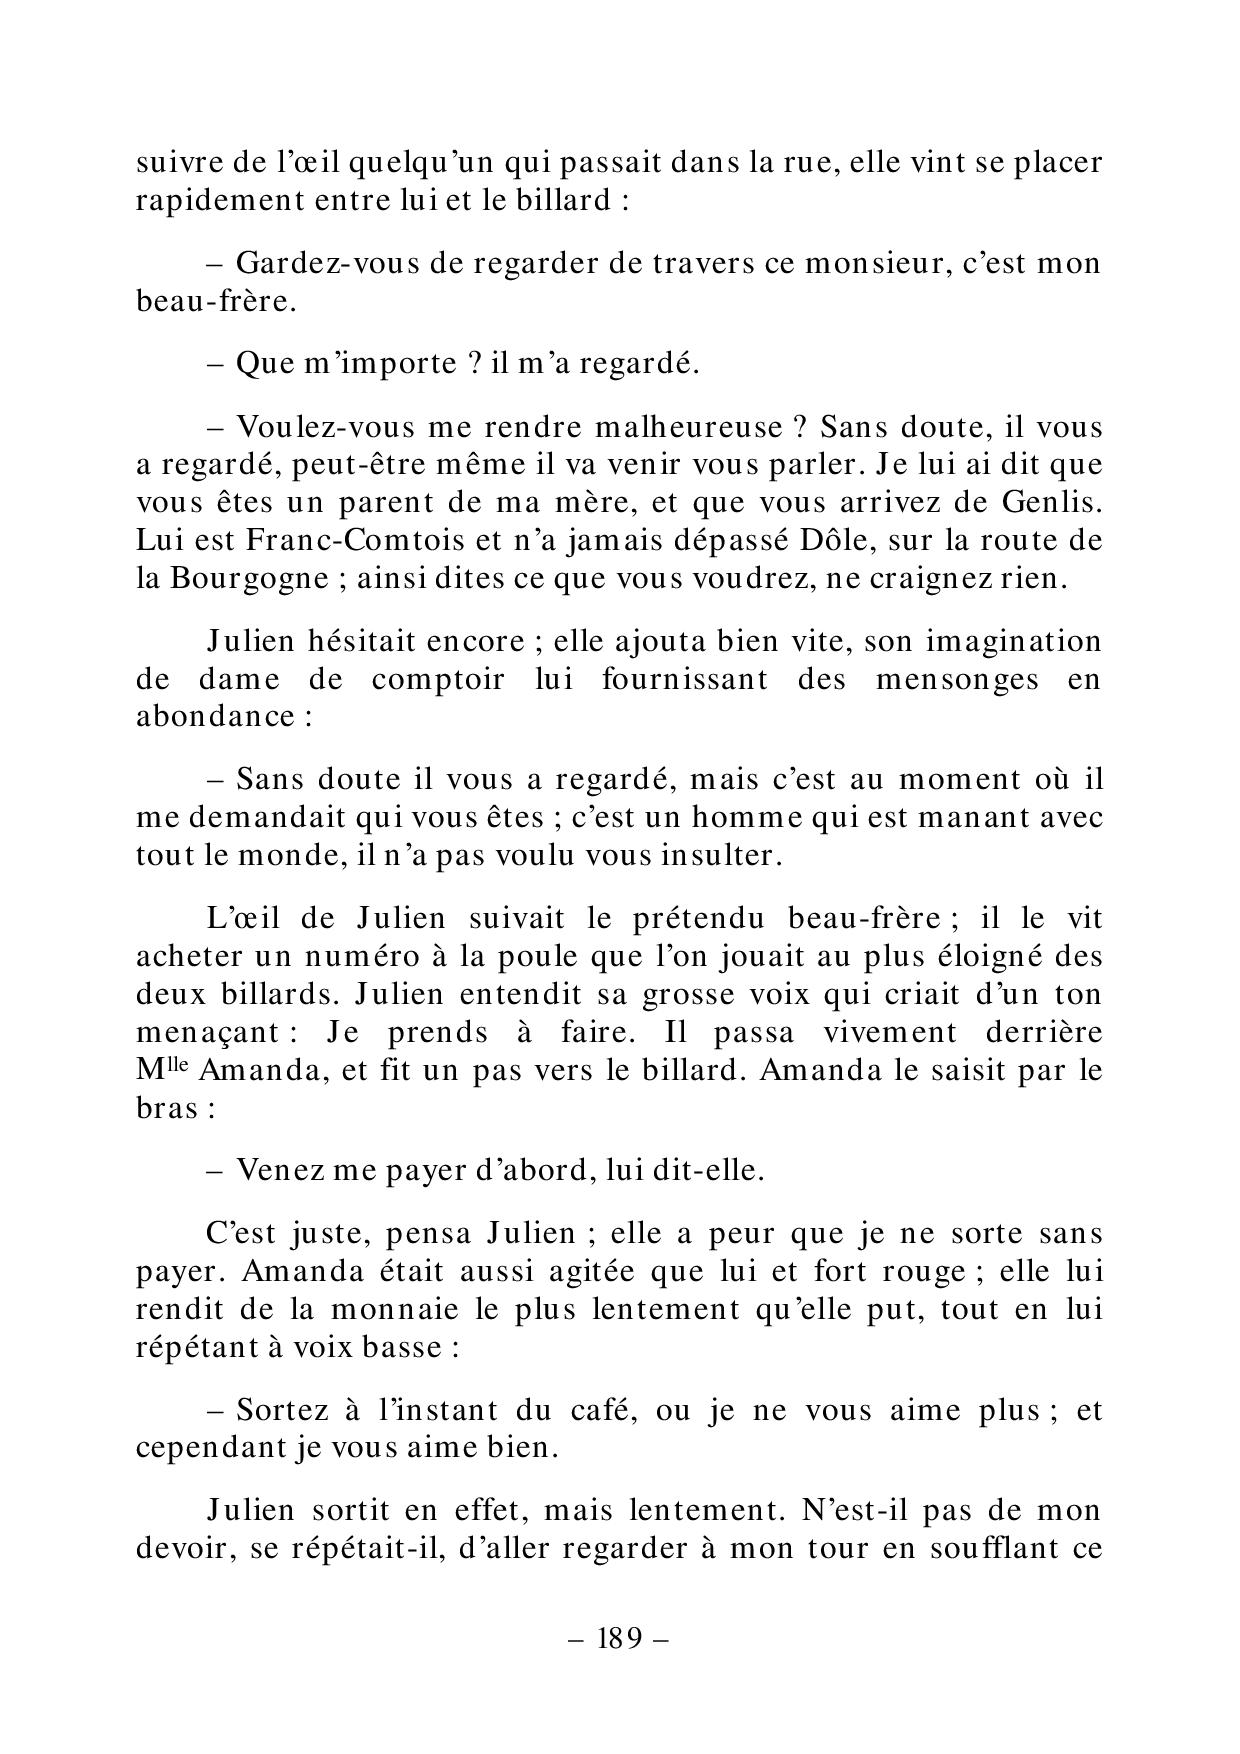 suivre de l’œil quelqu’un qui passait dans la rue, elle vint se placer
rapidement entre lui et le billard :
– Gardez-vous de regarder de travers ce monsieur, c’est mon
beau-frère.
– Que m’importe ? il m’a regardé.
– Voulez-vous me rendre malheureuse ? Sans doute, il vous
a regardé, peut-être même il va venir vous parler. Je lui ai dit que
vous êtes un parent de ma mère, et que vous arrivez de Genlis.
Lui est Franc-Comtois et n’a jamais dépassé Dôle, sur la route de
la Bourgogne ; ainsi dites ce que vous voudrez, ne craignez rien.
Julien hésitait encore ; elle ajouta bien vite, son imagination
de dame de comptoir lui fournissant des mensonges en
abondance :
– Sans doute il vous a regardé, mais c’est au moment où il
me demandait qui vous êtes ; c’est un homme qui est manant avec
tout le monde, il n’a pas voulu vous insulter.
L’œil de Julien suivait le prétendu beau-frère ; il le vit
acheter un numéro à la poule que l’on jouait au plus éloigné des
deux billards. Julien entendit sa grosse voix qui criait d’un ton
menaçant : Je prends à faire. Il passa vivement derrière
Mlle Amanda, et fit un pas vers le billard. Amanda le saisit par le
bras :
– Venez me payer d’abord, lui dit-elle.
C’est juste, pensa Julien ; elle a peur que je ne sorte sans
payer. Amanda était aussi agitée que lui et fort rouge ; elle lui
rendit de la monnaie le plus lentement qu’elle put, tout en lui
répétant à voix basse :
– Sortez à l’instant du café, ou je ne vous aime plus ; et
cependant je vous aime bien.
Julien sortit en effet, mais lentement. N’est-il pas de mon
devoir, se répétait-il, d’aller regarder à mon tour en soufflant ce
– 189 –